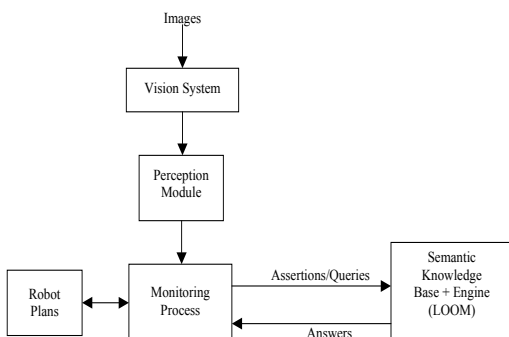 Images
Vision System
Perception
Module
Robot
Plans
Monitoring
Process
Assertions/Queries
Answers
Semantic
Knowledge
Base + Engine
(LOOM)